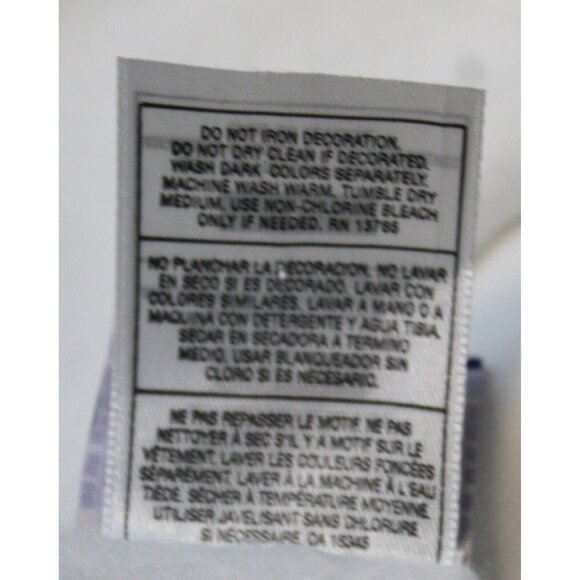 DO NOT IRON DECORATION.
DO NOT DRY CLEAN IF DECORATED.
WASH DARK COLORS SEPARATELY
MACHINE WASH WARM. TUMBLE DRY
MEDIUM. USE NON-CHLORINE BLEACH
ONLY IF NEEDED. RN 13765
NO PLANCHAR LA DECORACION. NO LAVAR
EN SECO SI ES DECORADO. LAVAR CON
COLORES SIMILARES. LAVAR A MANO O A
MAQUINA CON DETERGENTE Y AGUA TIBIA.
SECAR EN SECADORA A TERMINO
MEDIO, USAR BLANQUEADOR SIN
CLORO SI ES NECESARIO.
NE PAS REPASSER LE MOTIF. NE PAS
NETTOYER À SEC S'IL Y A MOTIF SUR LE
VÊTEMENT. LAVER LES COULEURS FONCÉES
SÉPARÉMENT. LAVER À LA MACHINE À L'EAU
TIÈDE. SÉCHER À TEMPÉRATURE MOYENNE.
UTILISER JAVELISANT SANS CHLORURE
SI NÉCESSAIRE. CA 15345